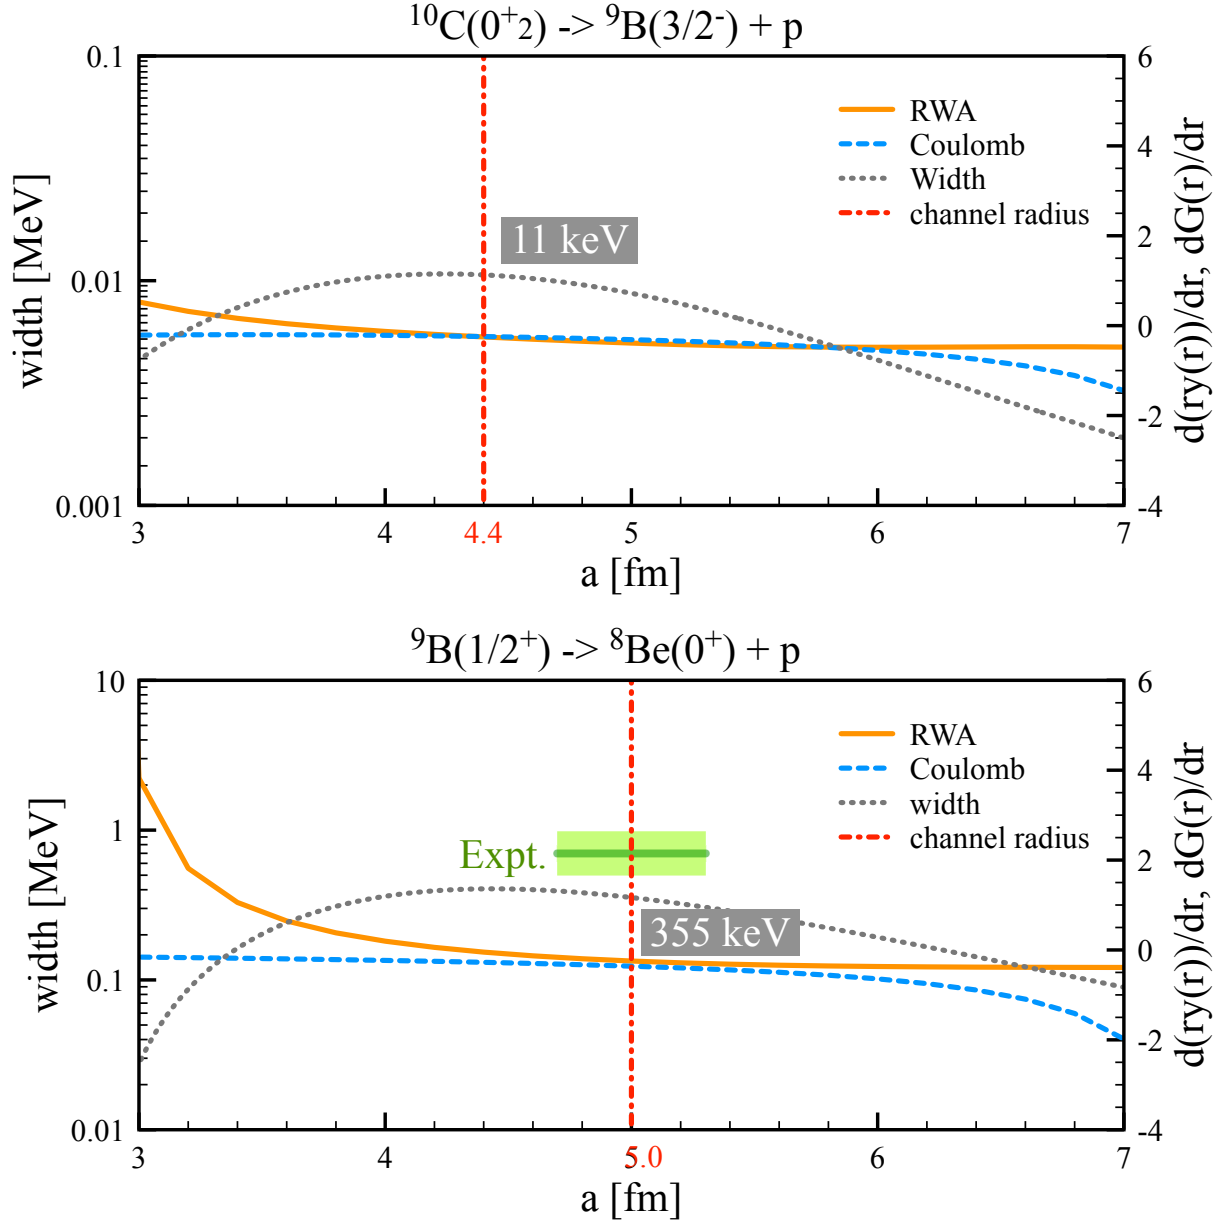 ¹⁰C(0⁺₂) -> ⁹B(3/2⁻) + p
0.1
0.01
0.001
width [MeV]
6
4
2
0
-2
-4
d(ry(r))/dr, dG(r)/dr
RWA
Coulomb
Width
channel radius
11 keV
3 4 4.4 5 6 7
a [fm]
⁹B(1/2⁺) -> ⁸Be(0⁺) + p
10
1
0.1
0.01
width [MeV]
6
4
2
0
-2
-4
d(ry(r))/dr, dG(r)/dr
RWA
Coulomb
width
channel radius
Expt.
355 keV
3 4 5.0 6 7
a [fm]